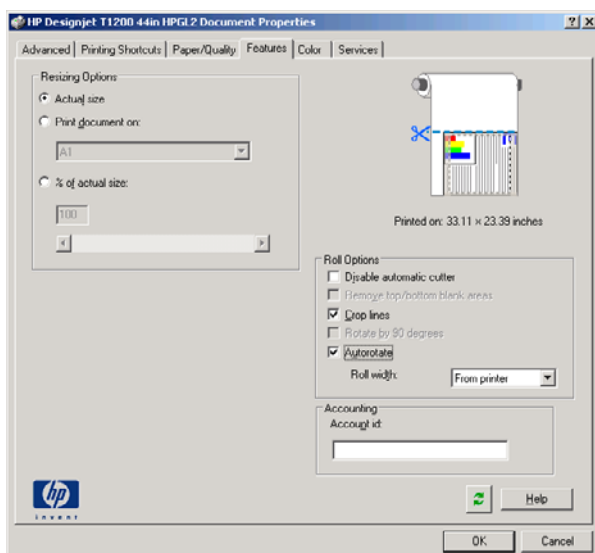 HP Designjet T1200 44in HPGL2 Document Properties
Advanced Printing Shortcuts Paper/Quality Features Color Services
Resizing Options
Actual size
Print document on:
A1
% of actual size:
100
Printed on: 33.11 × 23.39 inches
Roll Options
Disable automatic cutter
Remove top/bottom blank areas
Crop lines
Rotate by 90 degrees
Autorotate
Roll width: From printer
Accounting
Account id:
hp
invent
Help
OK Cancel